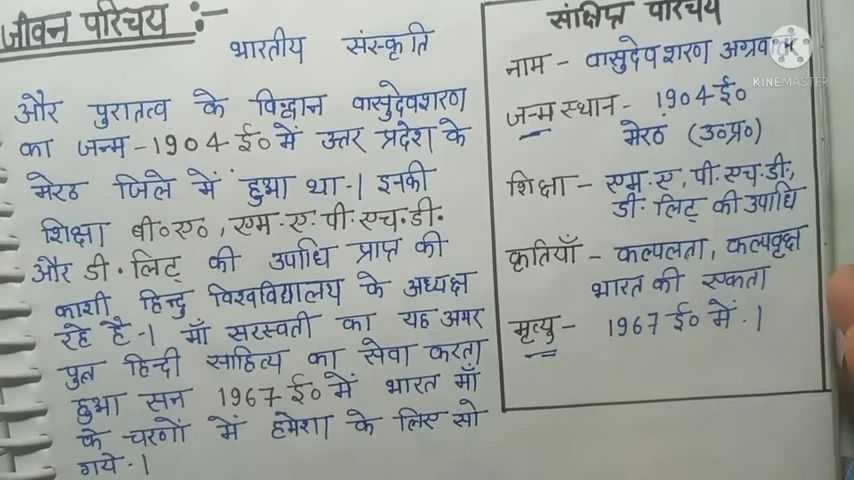 जीवन परिचय :-
भारतीय संस्कृति
और पुरातत्व के विद्वान वासुदेवशरण
का जन्म - 1904 ई० में उत्तर प्रदेश के
मेरठ जिले में हुआ था । इनकी
शिक्षा बी०ए०, एम.ए. पी.एच.डी.
और डी.लिट् की उपाधि प्राप्त की
काशी हिन्दु विश्वविद्यालय के अध्यक्ष
रहे है । माँ सरस्वती का यह अमर
पुत्र हिन्दी साहित्य का सेवा करता
हुआ सन 1967 ई० में भारत माँ
के चरणों में हमेशा के लिए सो
गये ।
संक्षिप्त परिचय
नाम - वासुदेव शरण अग्रवाल
जन्म स्थान - 1904 ई०
मेरठ (उ०प्र०)
शिक्षा - एम.ए, पी.एच.डी.,
डी.लिट् की उपाधि
कृतियाँ - कल्पलता, कल्पवृक्ष
भारत की एकता
मृत्यु - 1967 ई० में ।
KINEMASTER